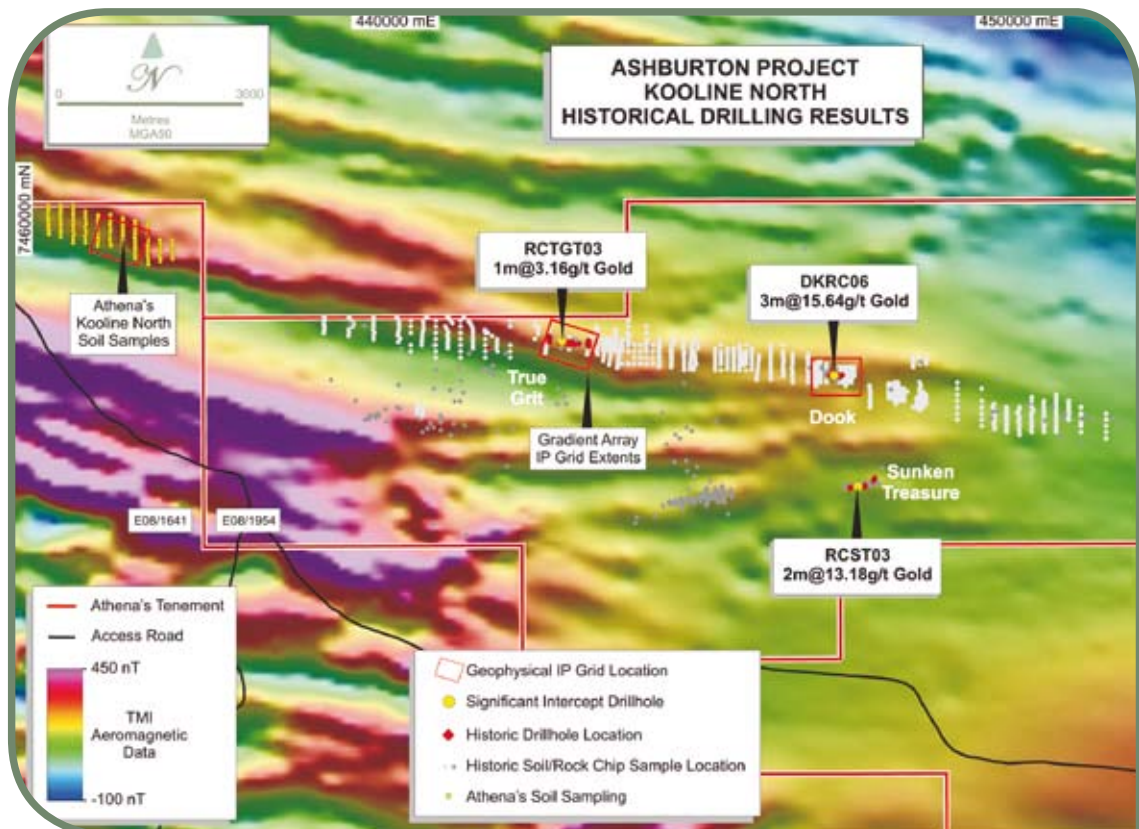 440000 mE
450000 mE
7460000 mN
N
0 3000
Metres
MGA50
ASHBURTON PROJECT
KOOLINE NORTH
HISTORICAL DRILLING RESULTS
RCTGT03
1m@3.16g/t Gold
DKRC06
3m@15.64g/t Gold
Athena's
Kooline North
Soil Samples
True
Grit
Dook
Gradient Array
IP Grid Extents
Sunken
Treasure
E08/1641
E08/1954
RCST03
2m@13.18g/t Gold
Athena's Tenement
Access Road
450 nT
TMI
Aeromagnetic
Data
-100 nT
Geophysical IP Grid Location
Significant Intercept Drillhole
Historic Drillhole Location
Historic Soil/Rock Chip Sample Location
Athena's Soil Sampling